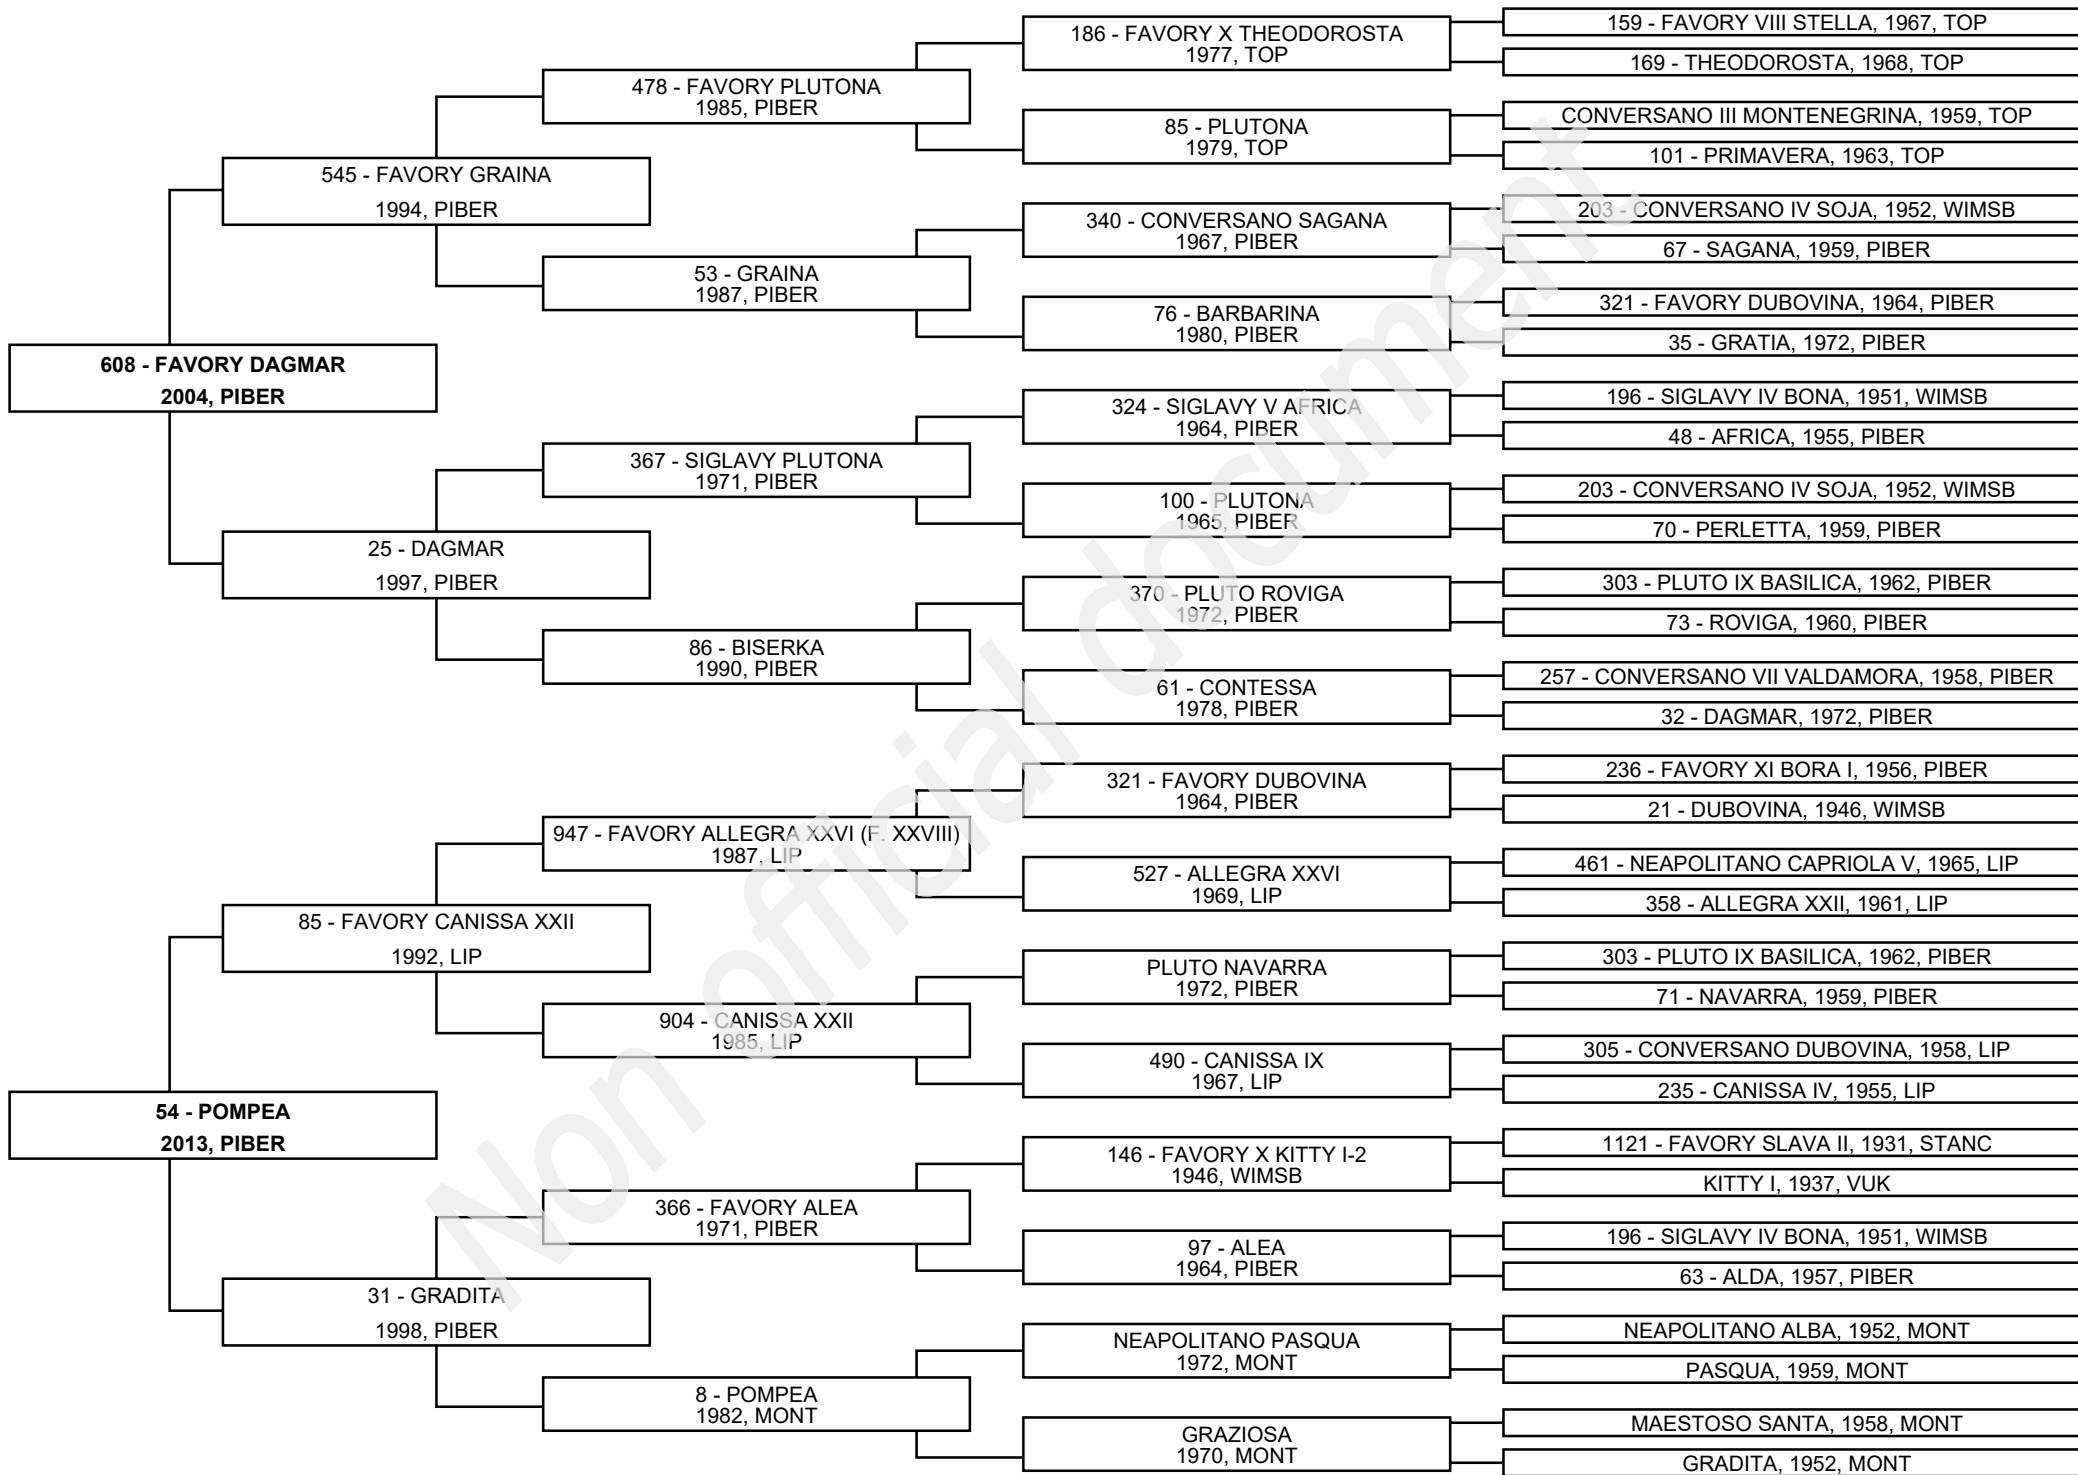 608 - FAVORY DAGMAR
2004, PIBER
54 - POMPEA
2013, PIBER
545 - FAVORY GRAINA
1994, PIBER
25 - DAGMAR
1997, PIBER
85 - FAVORY CANISSA XXII
1992, LIP
31 - GRADITA
1998, PIBER
478 - FAVORY PLUTONA
1985, PIBER
53 - GRAINA
1987, PIBER
367 - SIGLAVY PLUTONA
1971, PIBER
86 - BISERKA
1990, PIBER
947 - FAVORY ALLEGRA XXVI (F. XXVIII)
1987, LIP
904 - CANISSA XXII
1985, LIP
366 - FAVORY ALEA
1971, PIBER
8 - POMPEA
1982, MONT
186 - FAVORY X THEODOROSTA
1977, TOP
85 - PLUTONA
1979, TOP
340 - CONVERSANO SAGANA
1967, PIBER
76 - BARBARINA
1980, PIBER
324 - SIGLAVY V AFRICA
1964, PIBER
100 - PLUTONA
1965, PIBER
370 - PLUTO ROVIGA
1972, PIBER
61 - CONTESSA
1978, PIBER
321 - FAVORY DUBOVINA
1964, PIBER
527 - ALLEGRA XXVI
1969, LIP
PLUTO NAVARRA
1972, PIBER
490 - CANISSA IX
1967, LIP
146 - FAVORY X KITTY I-2
1946, WIMSB
97 - ALEA
1964, PIBER
NEAPOLITANO PASQUA
1972, MONT
GRAZIOSA
1970, MONT
159 - FAVORY VIII STELLA, 1967, TOP
169 - THEODOROSTA, 1968, TOP
CONVERSANO III MONTENEGRINA, 1959, TOP
101 - PRIMAVERA, 1963, TOP
203 - CONVERSANO IV SOJA, 1952, WIMSB
67 - SAGANA, 1959, PIBER
321 - FAVORY DUBOVINA, 1964, PIBER
35 - GRATIA, 1972, PIBER
196 - SIGLAVY IV BONA, 1951, WIMSB
48 - AFRICA, 1955, PIBER
203 - CONVERSANO IV SOJA, 1952, WIMSB
70 - PERLETTA, 1959, PIBER
303 - PLUTO IX BASILICA, 1962, PIBER
73 - ROVIGA, 1960, PIBER
257 - CONVERSANO VII VALDAMORA, 1958, PIBER
32 - DAGMAR, 1972, PIBER
236 - FAVORY XI BORA I, 1956, PIBER
21 - DUBOVINA, 1946, WIMSB
461 - NEAPOLITANO CAPRIOLA V, 1965, LIP
358 - ALLEGRA XXII, 1961, LIP
303 - PLUTO IX BASILICA, 1962, PIBER
71 - NAVARRA, 1959, PIBER
305 - CONVERSANO DUBOVINA, 1958, LIP
235 - CANISSA IV, 1955, LIP
1121 - FAVORY SLAVA II, 1931, STANC
KITTY I, 1937, VUK
196 - SIGLAVY IV BONA, 1951, WIMSB
63 - ALDA, 1957, PIBER
NEAPOLITANO ALBA, 1952, MONT
PASQUA, 1959, MONT
MAESTOSO SANTA, 1958, MONT
GRADITA, 1952, MONT
Non official document